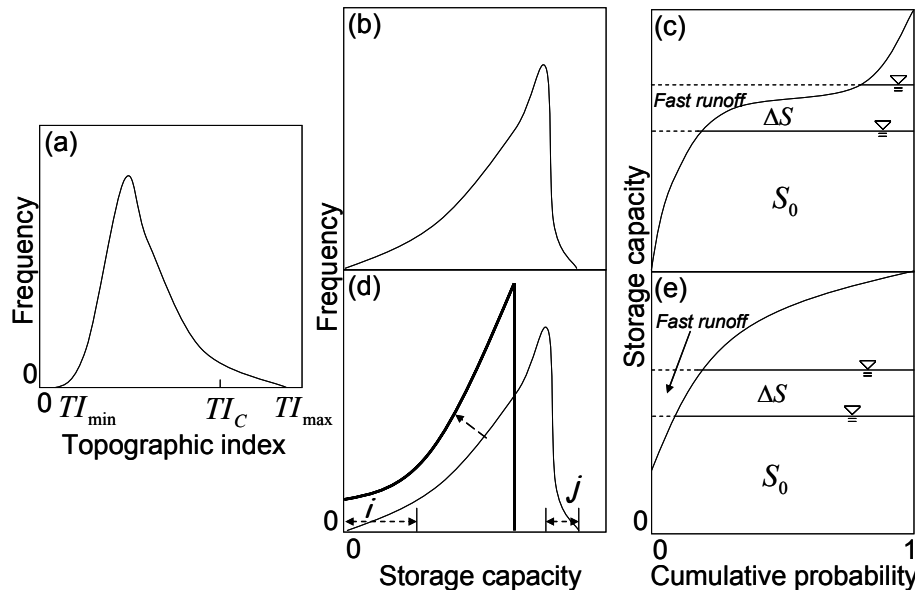 (a)
Frequency
0
0 TI_min TI_C TI_max
Topographic index
(b)
Frequency
(d)
i
j
0
0
Storage capacity
(c)
Fast runoff
ΔS
S_0
Storage capacity
(e)
Fast runoff
ΔS
S_0
0
0 1
Cumulative probability